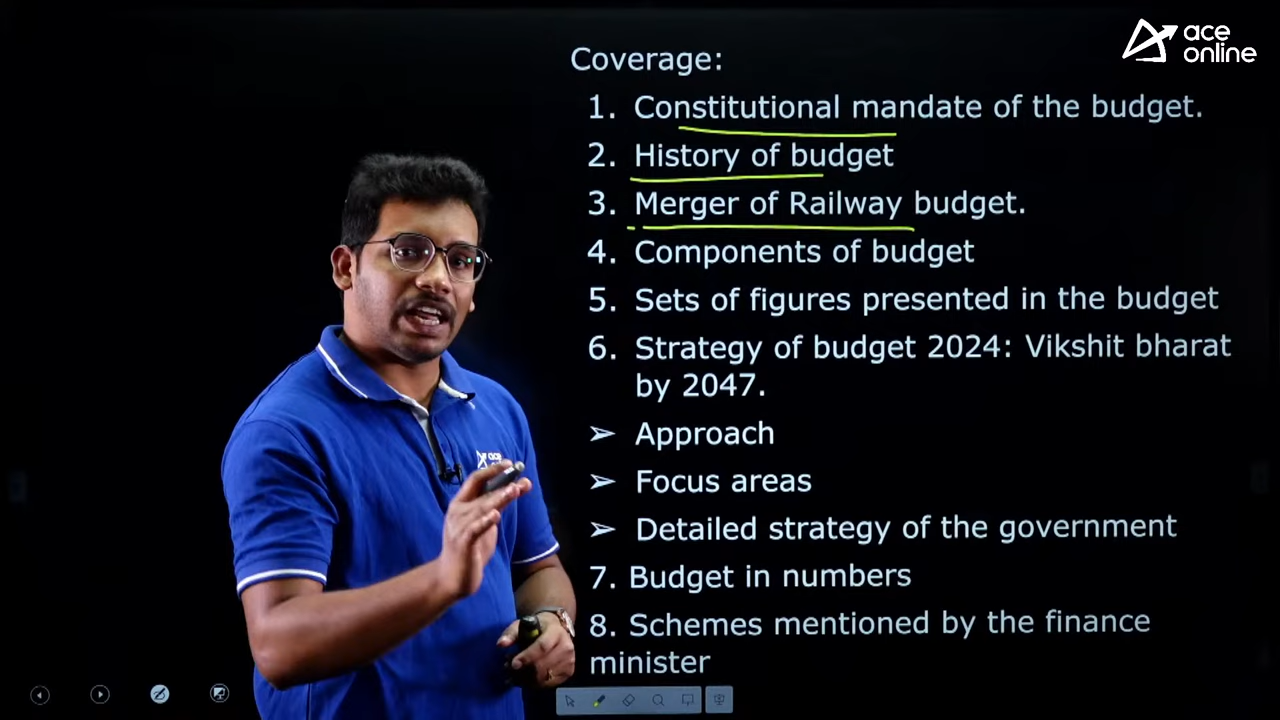 ace
online
Coverage:
1. Constitutional mandate of the budget.
2. History of budget
3. Merger of Railway budget.
4. Components of budget
5. Sets of figures presented in the budget
6. Strategy of budget 2024: Vikshit bharat
by 2047.
➢ Approach
➢ Focus areas
➢ Detailed strategy of the government
7. Budget in numbers
8. Schemes mentioned by the finance
minister
ace